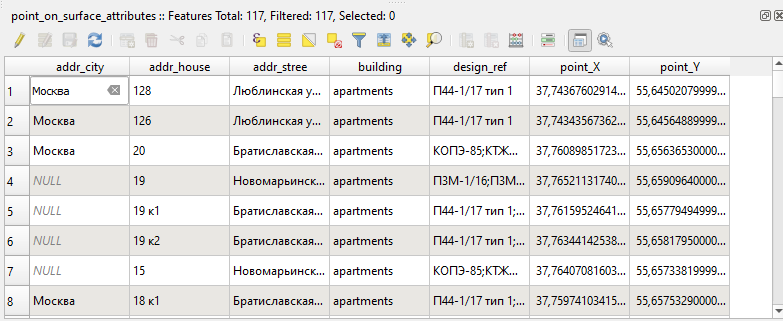 point_on_surface_attributes :: Features Total: 117, Filtered: 117, Selected: 0
addr_city addr_house addr_stree building design_ref point_X point_Y
1 Москва 128 Люблинская у... apartments П44-1/17 тип 1 37,74367602914... 55,64502079999...
2 Москва 126 Люблинская у... apartments П44-1/17 тип 1 37,74343567362... 55,64564889999...
3 Москва 20 Братиславская... apartments КОПЭ-85;КТЖ... 37,76089851723... 55,65636530000...
4 NULL 19 Новомарьинск... apartments П3М-1/16;П3М... 37,76521131740... 55,65909640000...
5 NULL 19 к1 Братиславская... apartments П44-1/17 тип 1;... 37,76159524641... 55,65779494999...
6 NULL 19 к2 Братиславская... apartments П44-1/17 тип 1;... 37,76344142538... 55,65817950000...
7 NULL 15 Новомарьинск... apartments КОПЭ-85;КТЖ... 37,76407081603... 55,65733819999...
8 Москва 18 к1 Братиславская... apartments П44-1/17 тип 1;... 37,75974103415... 55,65753290000...